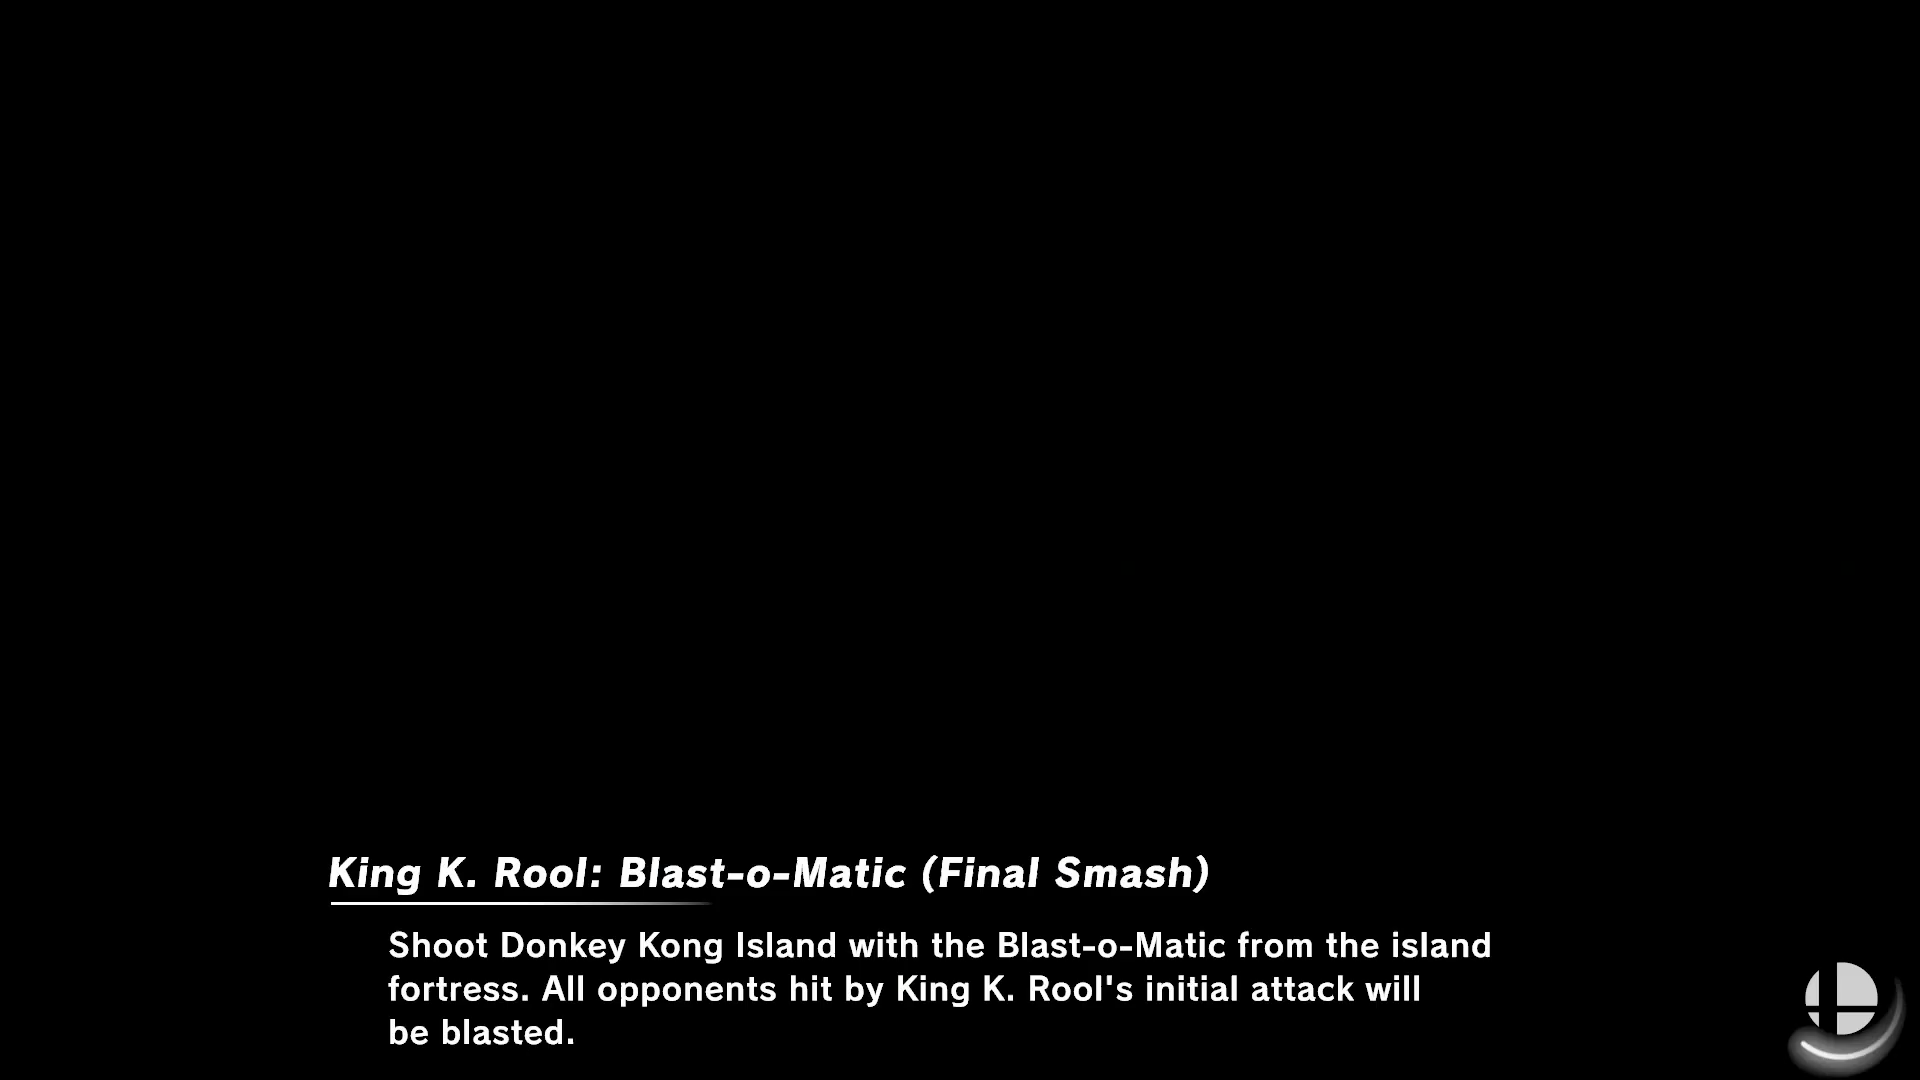 King K. Rool: Blast-o-Matic (Final Smash)
Shoot Donkey Kong Island with the Blast-o-Matic from the island
fortress. All opponents hit by King K. Rool's initial attack will
be blasted.